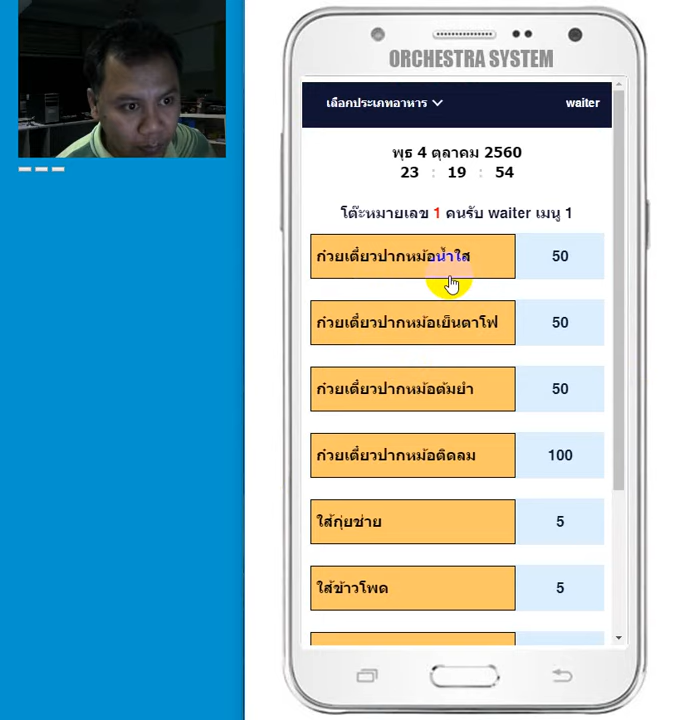 ORCHESTRA SYSTEM
เลือกประเภทอาหาร waiter
พุธ 4 ตุลาคม 2560
23 : 19 : 54
โต๊ะหมายเลข 1 คนรับ waiter เมนู 1
ก๋วยเตี๋ยวปากหม้อน้ำใส 50
ก๋วยเตี๋ยวปากหม้อเย็นตาโฟ 50
ก๋วยเตี๋ยวปากหม้อต้มยำ 50
ก๋วยเตี๋ยวปากหม้อติดลม 100
ใส้กุ่ยช่าย 5
ใส้ข้าวโพด 5